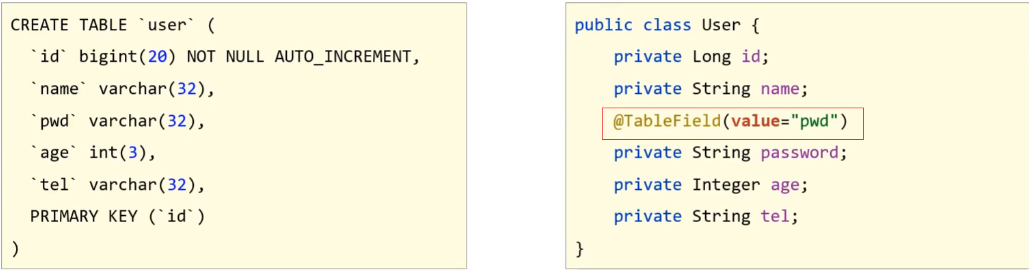 CREATE TABLE `user` (
`id` bigint(20) NOT NULL AUTO_INCREMENT,
`name` varchar(32),
`pwd` varchar(32),
`age` int(3),
`tel` varchar(32),
PRIMARY KEY (`id`)
)
public class User {
private Long id;
private String name;
@TableField(value="pwd")
private String password;
private Integer age;
private String tel;
}